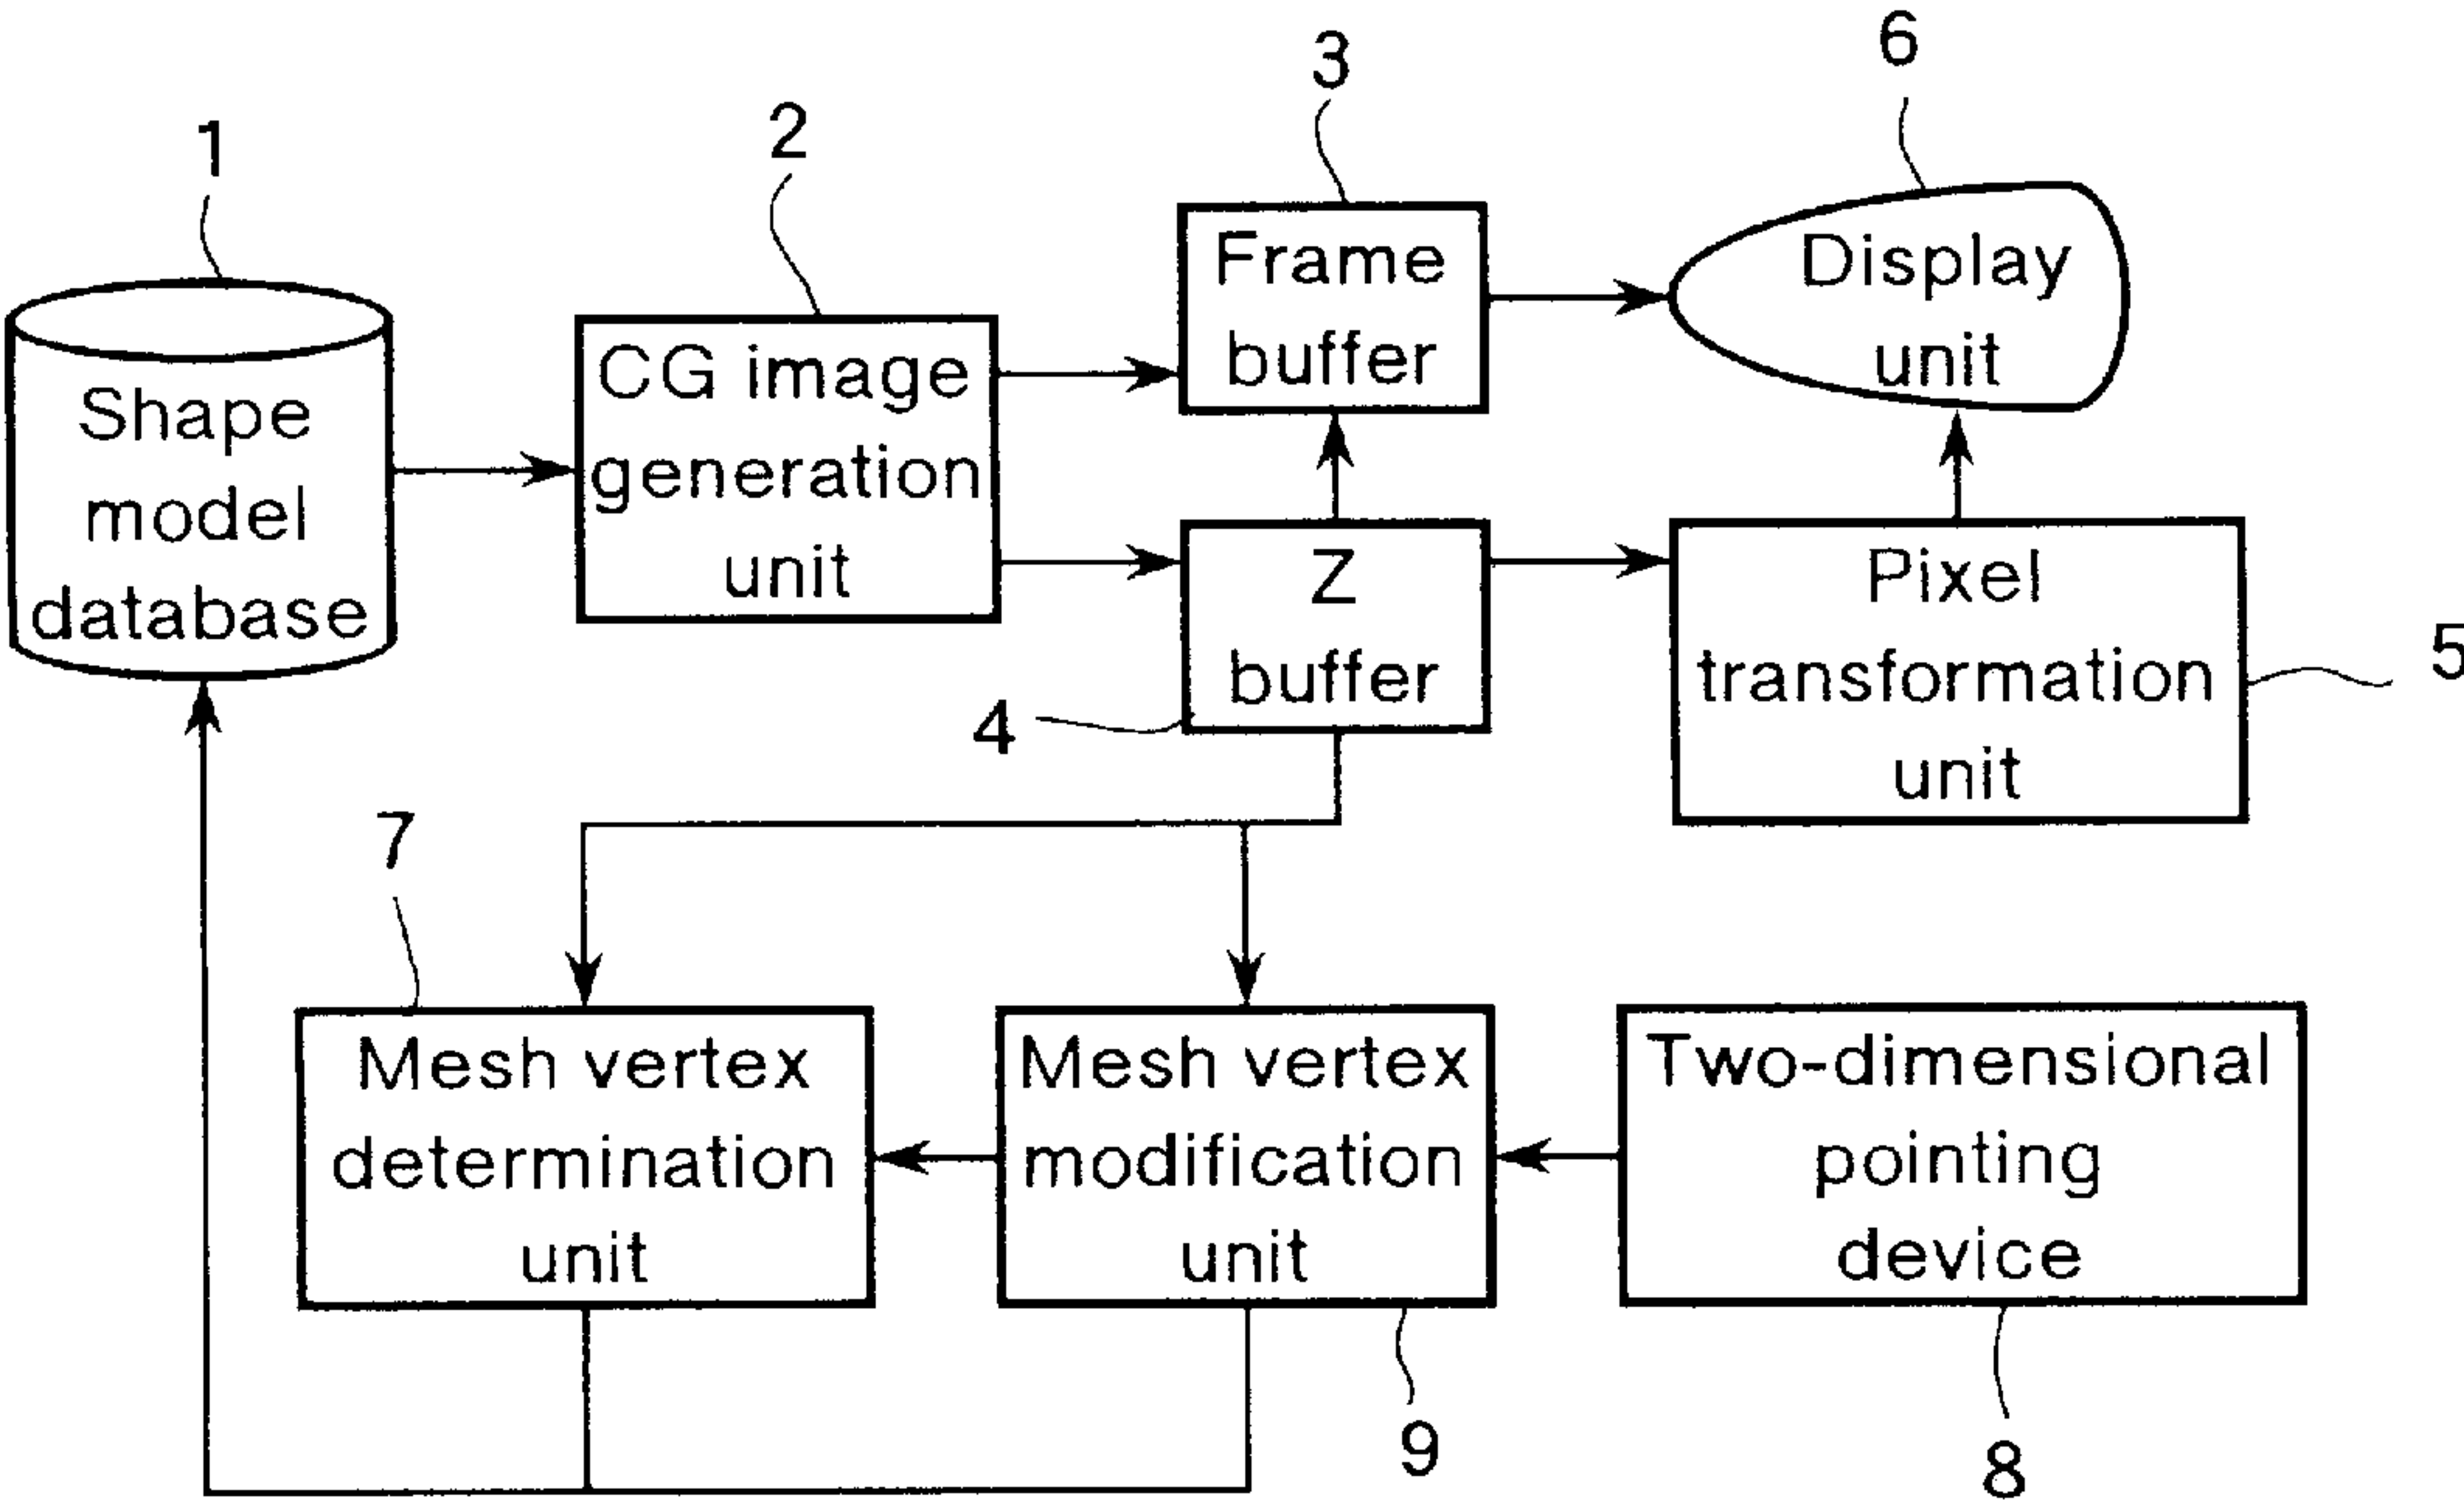 1
Shape
model
database
2
CG image
generation
unit
3
Frame
buffer
6
Display
unit
4
Z
buffer
5
Pixel
transformation
unit
7
Mesh vertex
determination
unit
9
Mesh vertex
modification
unit
8
Two-dimensional
pointing
device